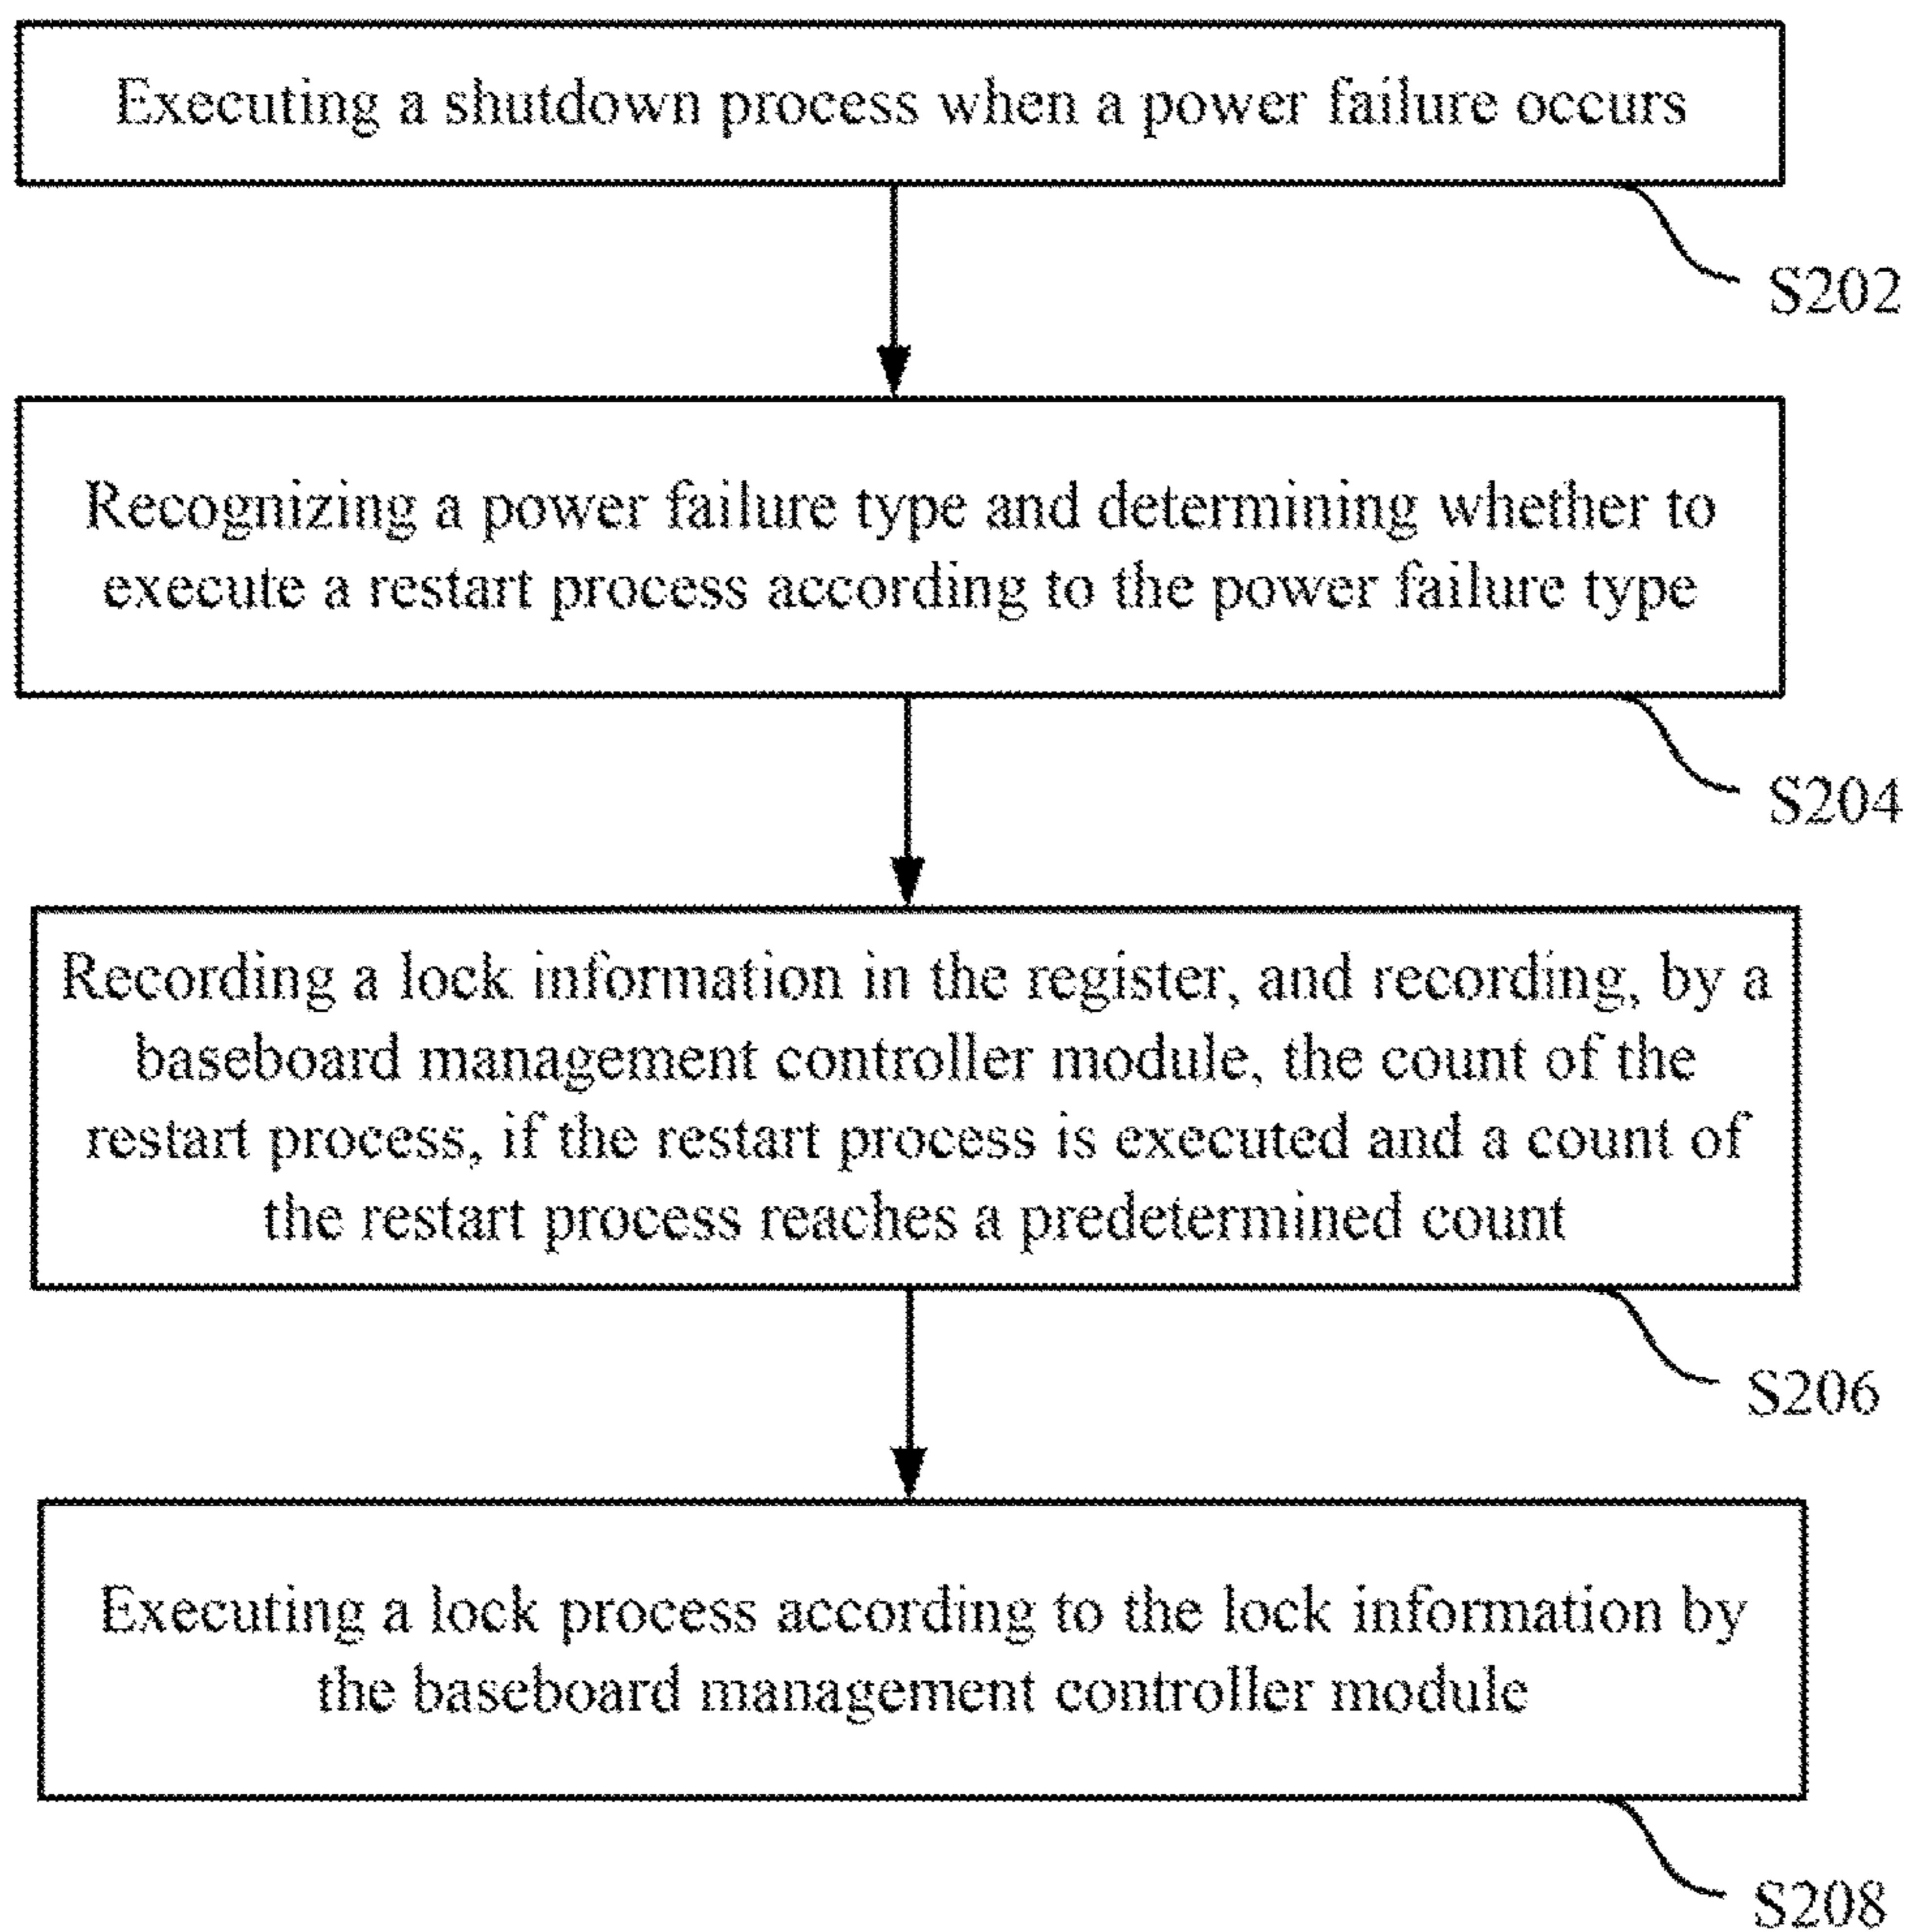 Executing a shutdown process when a power failure occurs
S202
Recognizing a power failure type and determining whether to
execute a restart process according to the power failure type
S204
Recording a lock information in the register, and recording, by a
baseboard management controller module, the count of the
restart process, if the restart process is executed and a count of
the restart process reaches a predetermined count
S206
Executing a lock process according to the lock information by
the baseboard management controller module
S208